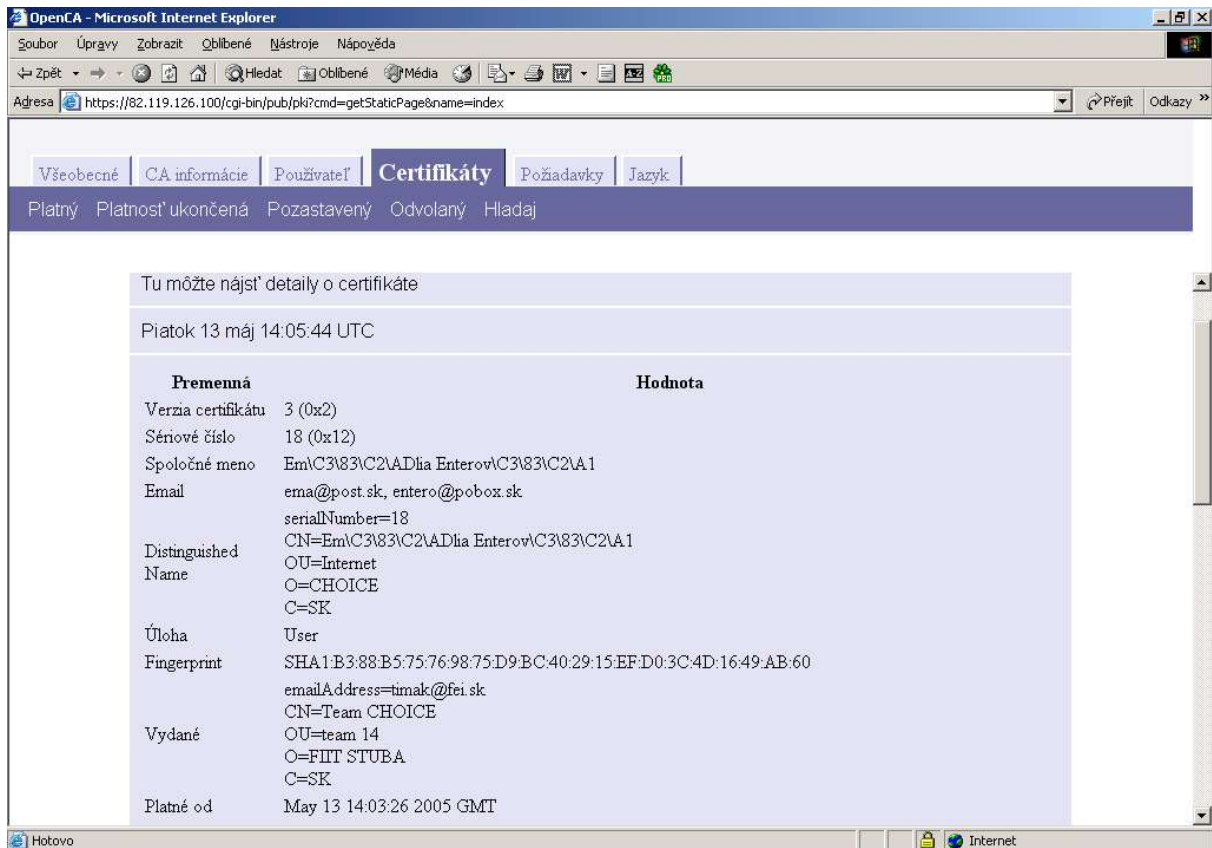 OpenCA - Microsoft Internet Explorer
Soubor Úpravy Zobrazit Oblíbené Nástroje Nápověda
Zpět Hledat Oblíbené Média
Adresa https://82.119.126.100/cgi-bin/pub/pki?cmd=getStaticPage&name=index Přejít Odkazy »
Všeobecné CA informácie Používateľ Certifikáty Požiadavky Jazyk
Platný Platnosť ukončená Pozastavený Odvolaný Hladaj
Tu môžte nájsť detaily o certifikáte
Piatok 13 máj 14:05:44 UTC
Premenná Hodnota
Verzia certifikátu 3 (0x2)
Sériové číslo 18 (0x12)
Spoločné meno Em\C3\83\C2\ADlia Enterov\C3\83\C2\A1
Email ema@post.sk, entero@pobox.sk
Distinguished Name serialNumber=18
CN=Em\C3\83\C2\ADlia Enterov\C3\83\C2\A1
OU=Internet
O=CHOICE
C=SK
Úloha User
Fingerprint SHA1:B3:88:B5:75:76:98:75:D9:BC:40:29:15:EF:D0:3C:4D:16:49:AB:60
Vydané emailAddress=timak@fei.sk
CN=Team CHOICE
OU=team 14
O=FIIT STUBA
C=SK
Platné od May 13 14:03:26 2005 GMT
Hotovo Internet